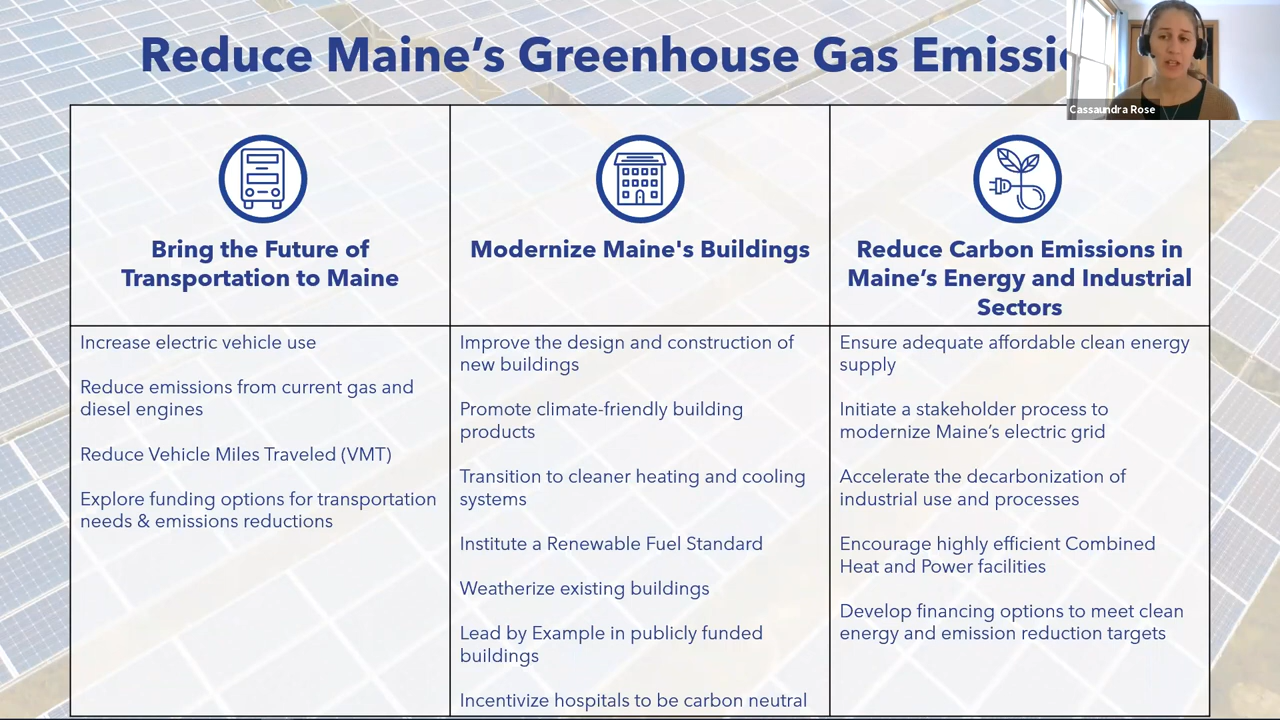 Reduce Maine's Greenhouse Gas
Cassaundra Rose
Bring the Future of
Transportation to Maine
Modernize Maine's Buildings
Reduce Carbon Emissions in
Maine's Energy and Industrial
Sectors
Increase electric vehicle use
Reduce emissions from current gas and
diesel engines
Reduce Vehicle Miles Traveled (VMT)
Explore funding options for transportation
needs & emissions reductions
Improve the design and construction of
new buildings
Promote climate-friendly building
products
Transition to cleaner heating and cooling
systems
Institute a Renewable Fuel Standard
Weatherize existing buildings
Lead by Example in publicly funded
buildings
Incentivize hospitals to be carbon neutral
Ensure adequate affordable clean energy
supply
Initiate a stakeholder process to
modernize Maine's electric grid
Accelerate the decarbonization of
industrial use and processes
Encourage highly efficient Combined
Heat and Power facilities
Develop financing options to meet clean
energy and emission reduction targets